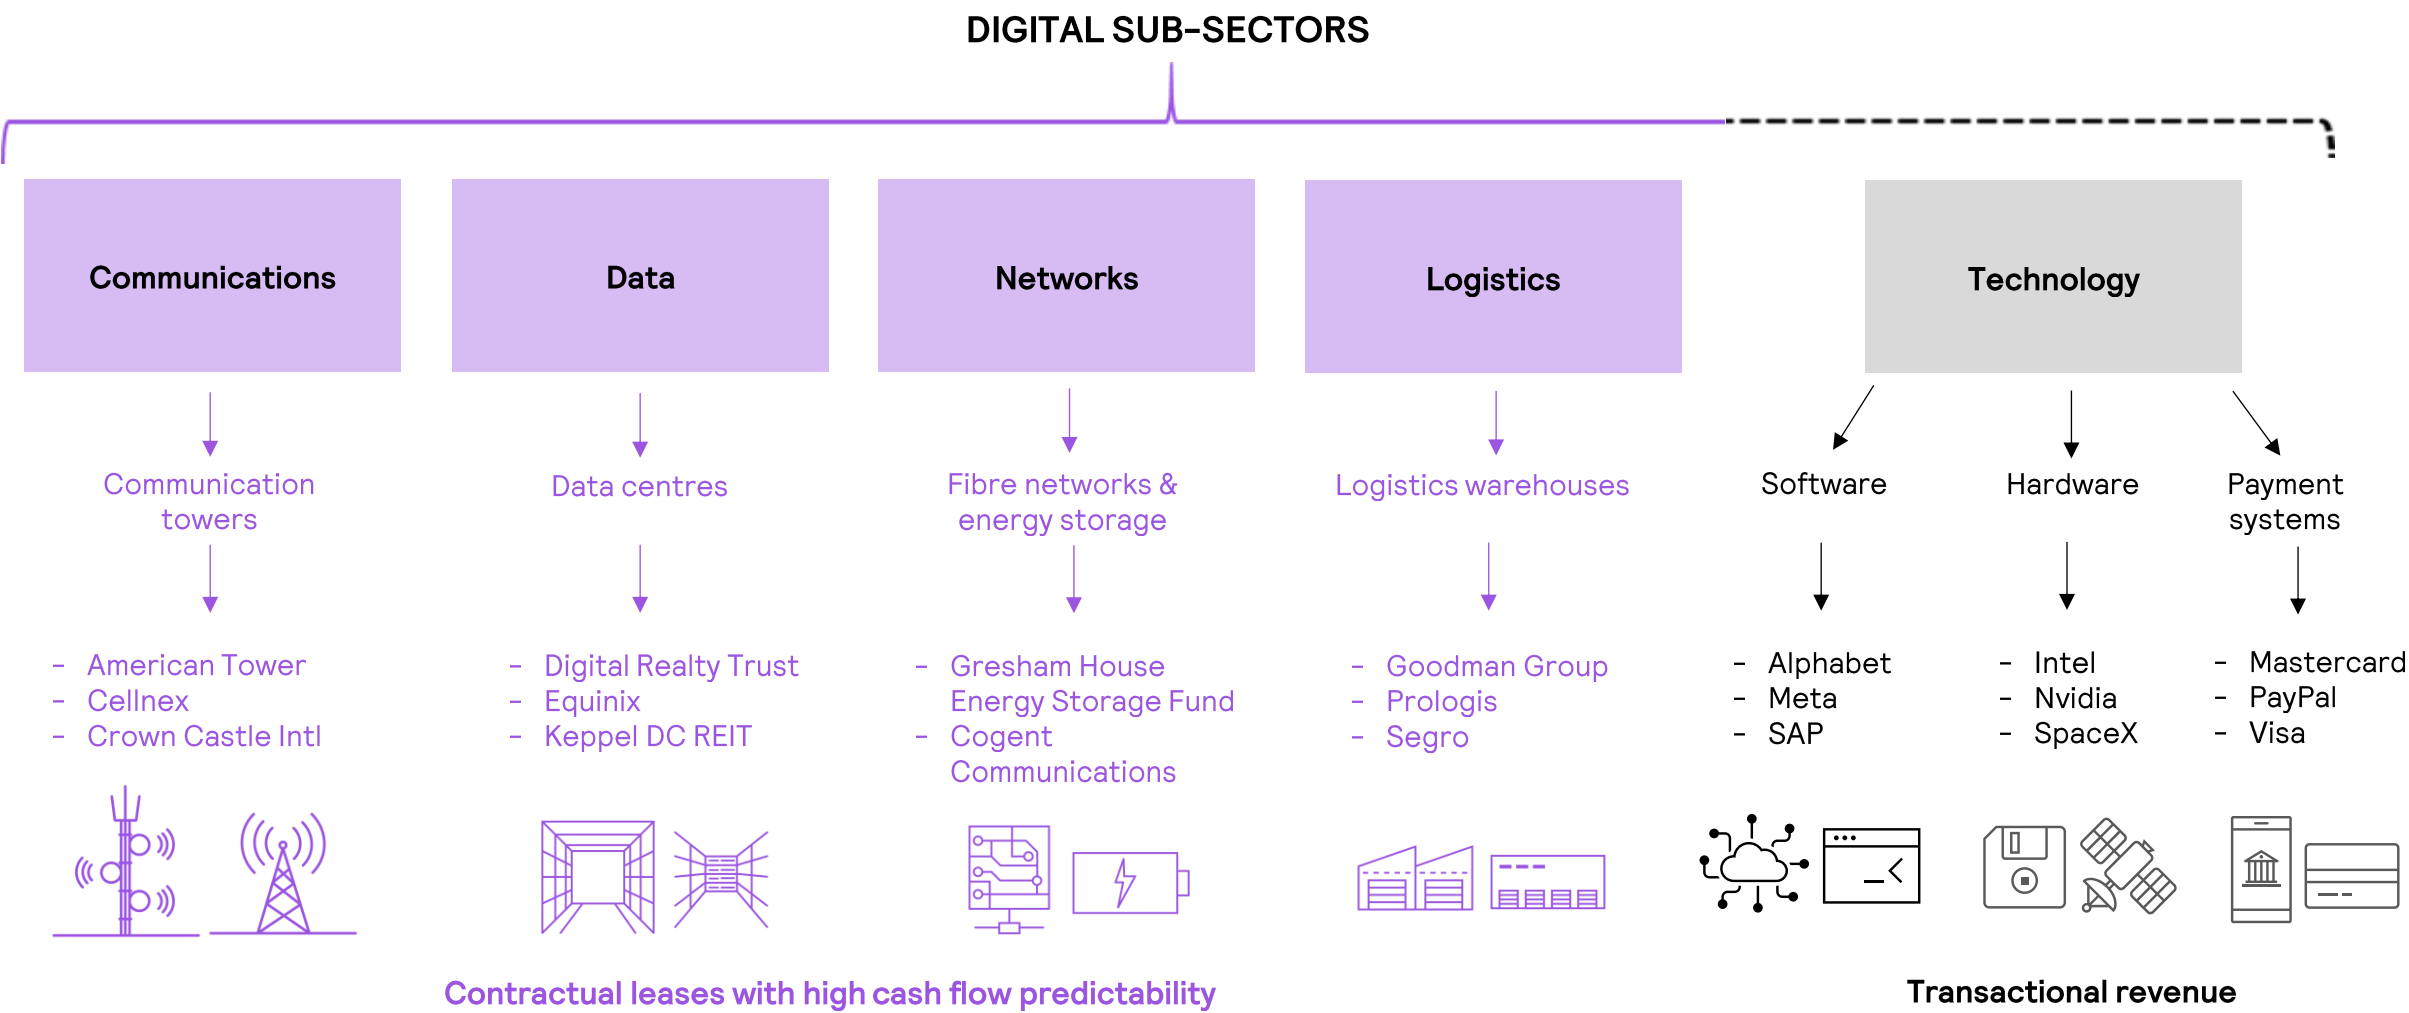 DIGITAL SUB-SECTORS
Communications
Data
Networks
Logistics
Technology
Communication
towers
Data centres
Fibre networks &
energy storage
Logistics warehouses
Software
Hardware
Payment
systems
- American Tower
- Cellnex
- Crown Castle Intl
- Digital Realty Trust
- Equinix
- Keppel DC REIT
- Gresham House
Energy Storage Fund
- Cogent
Communications
- Goodman Group
- Prologis
- Segro
- Alphabet
- Meta
- SAP
- Intel
- Nvidia
- SpaceX
- Mastercard
- PayPal
- Visa
Contractual leases with high cash flow predictability
Transactional revenue